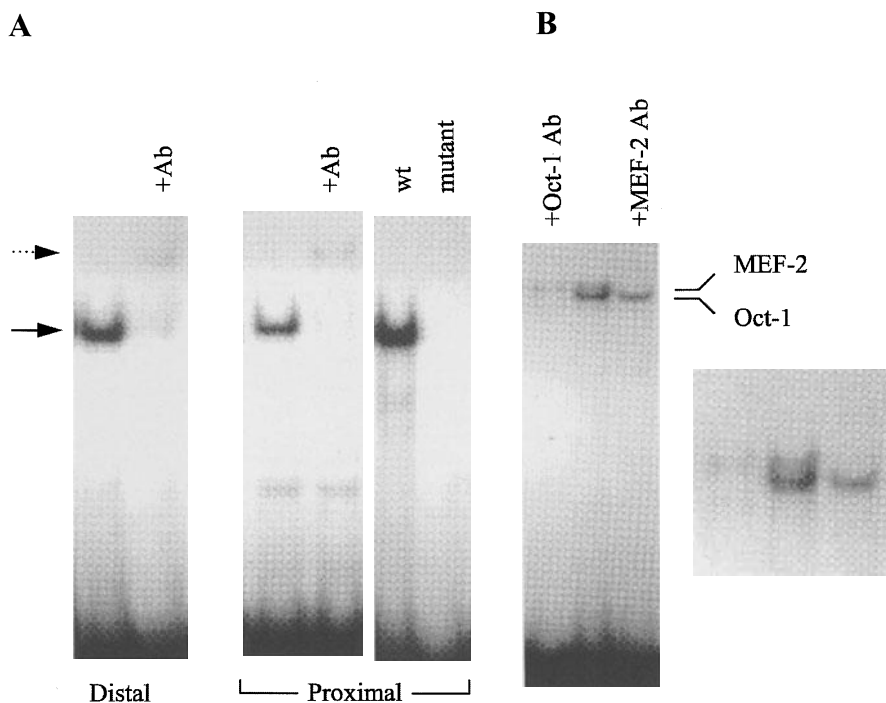 A
B
+Ab
+Ab
wt
mutant
+Oct-1 Ab
+MEF-2 Ab
MEF-2
Oct-1
Distal
Proximal